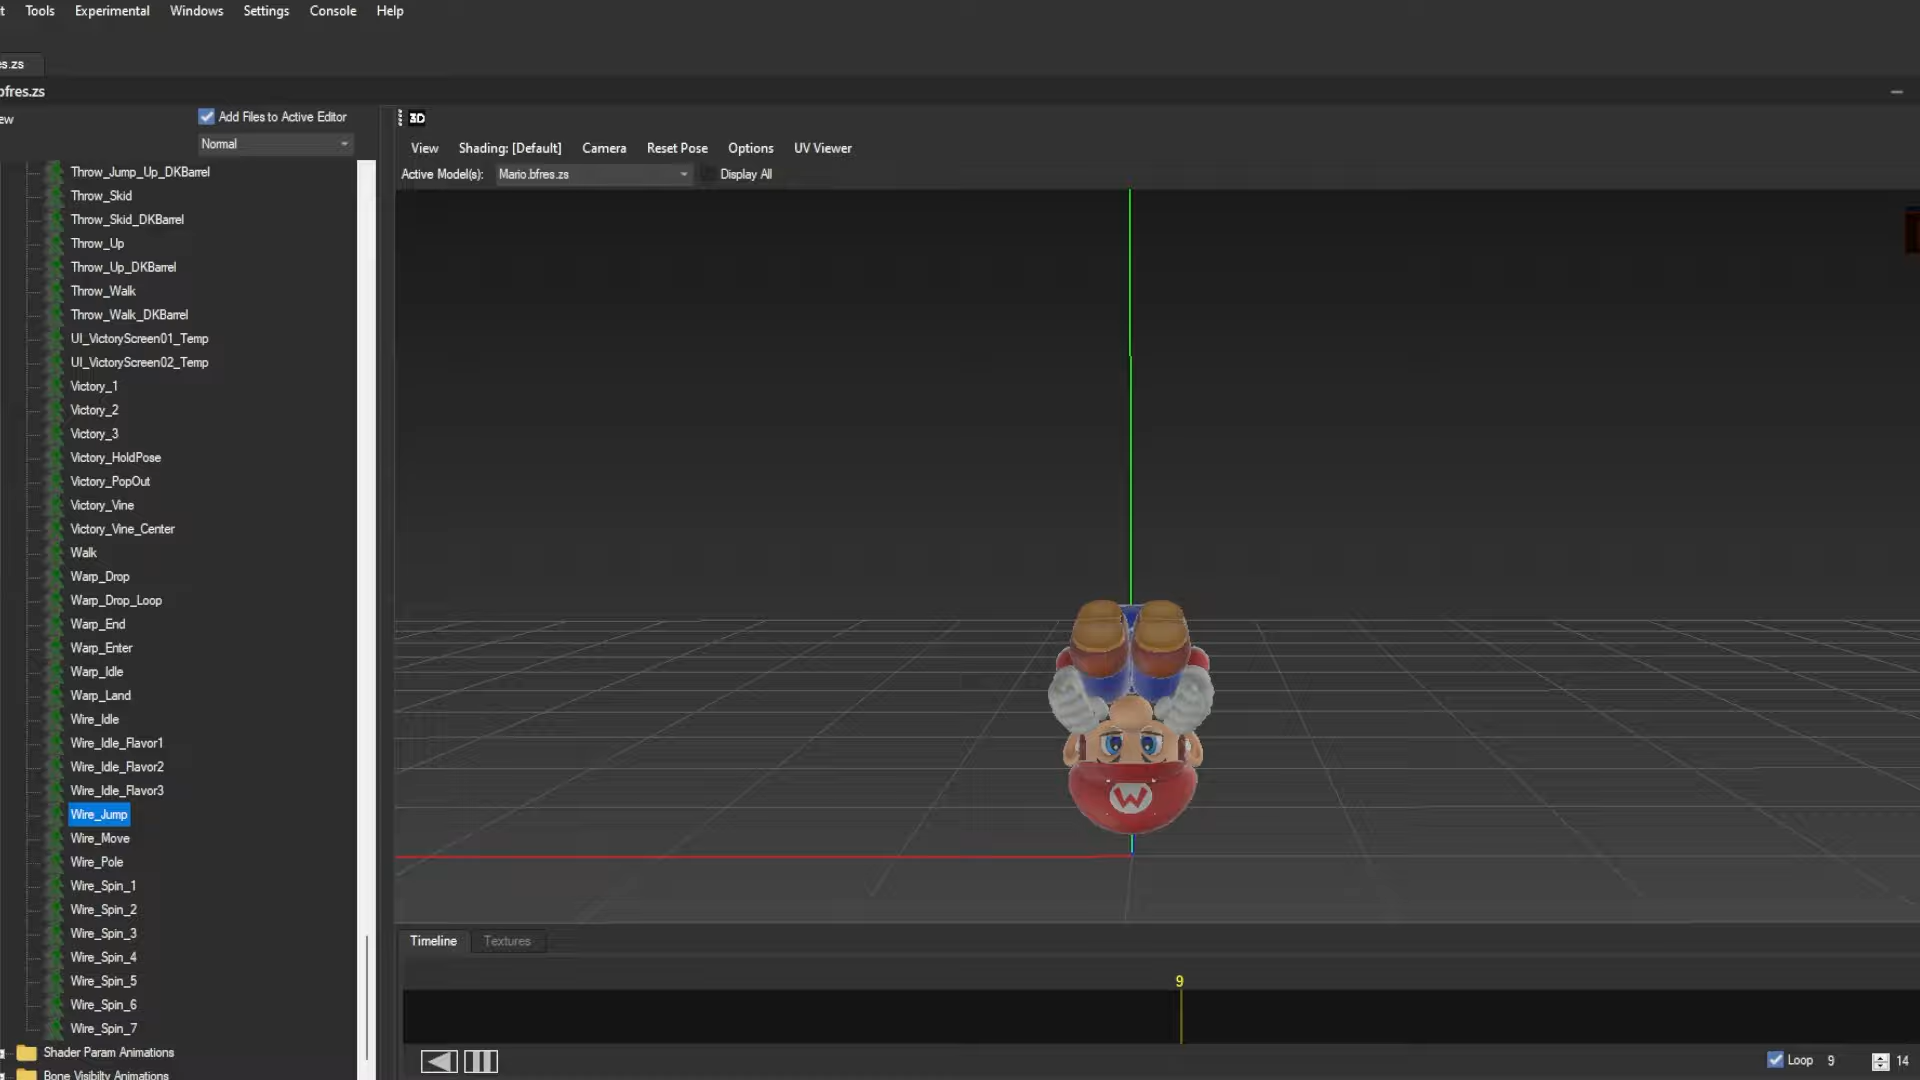 t Tools Experimental Windows Settings Console Help
es.zs
bfres.zs
ew
Add Files to Active Editor
Normal
Throw_Jump_Up_DKBarrel
Throw_Skid
Throw_Skid_DKBarrel
Throw_Up
Throw_Up_DKBarrel
Throw_Walk
Throw_Walk_DKBarrel
UI_VictoryScreen01_Temp
UI_VictoryScreen02_Temp
Victory_1
Victory_2
Victory_3
Victory_HoldPose
Victory_PopOut
Victory_Vine
Victory_Vine_Center
Walk
Warp_Drop
Warp_Drop_Loop
Warp_End
Warp_Enter
Warp_Idle
Warp_Land
Wire_Idle
Wire_Idle_Flavor1
Wire_Idle_Flavor2
Wire_Idle_Flavor3
Wire_Jump
Wire_Move
Wire_Pole
Wire_Spin_1
Wire_Spin_2
Wire_Spin_3
Wire_Spin_4
Wire_Spin_5
Wire_Spin_6
Wire_Spin_7
Shader Param Animations
Bone Visibilty Animations
3D
View Shading: [Default] Camera Reset Pose Options UV Viewer
Active Model(s): Mario.bfres.zs Display All
M
Timeline Textures
9
Loop 9 14